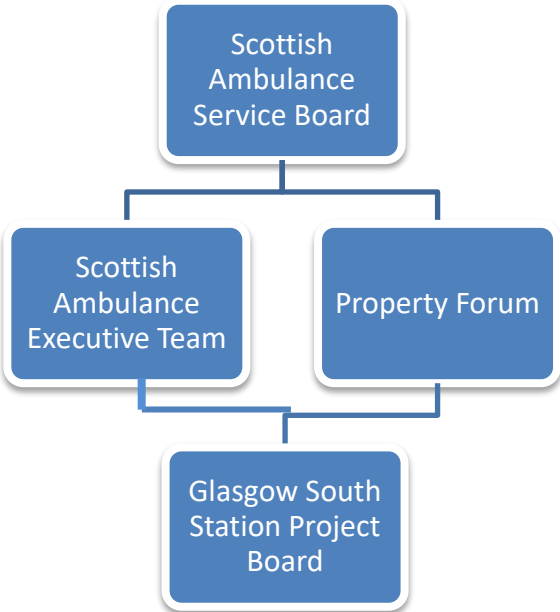 Scottish
Ambulance
Service Board
Scottish
Ambulance
Executive Team
Property Forum
Glasgow South
Station Project
Board